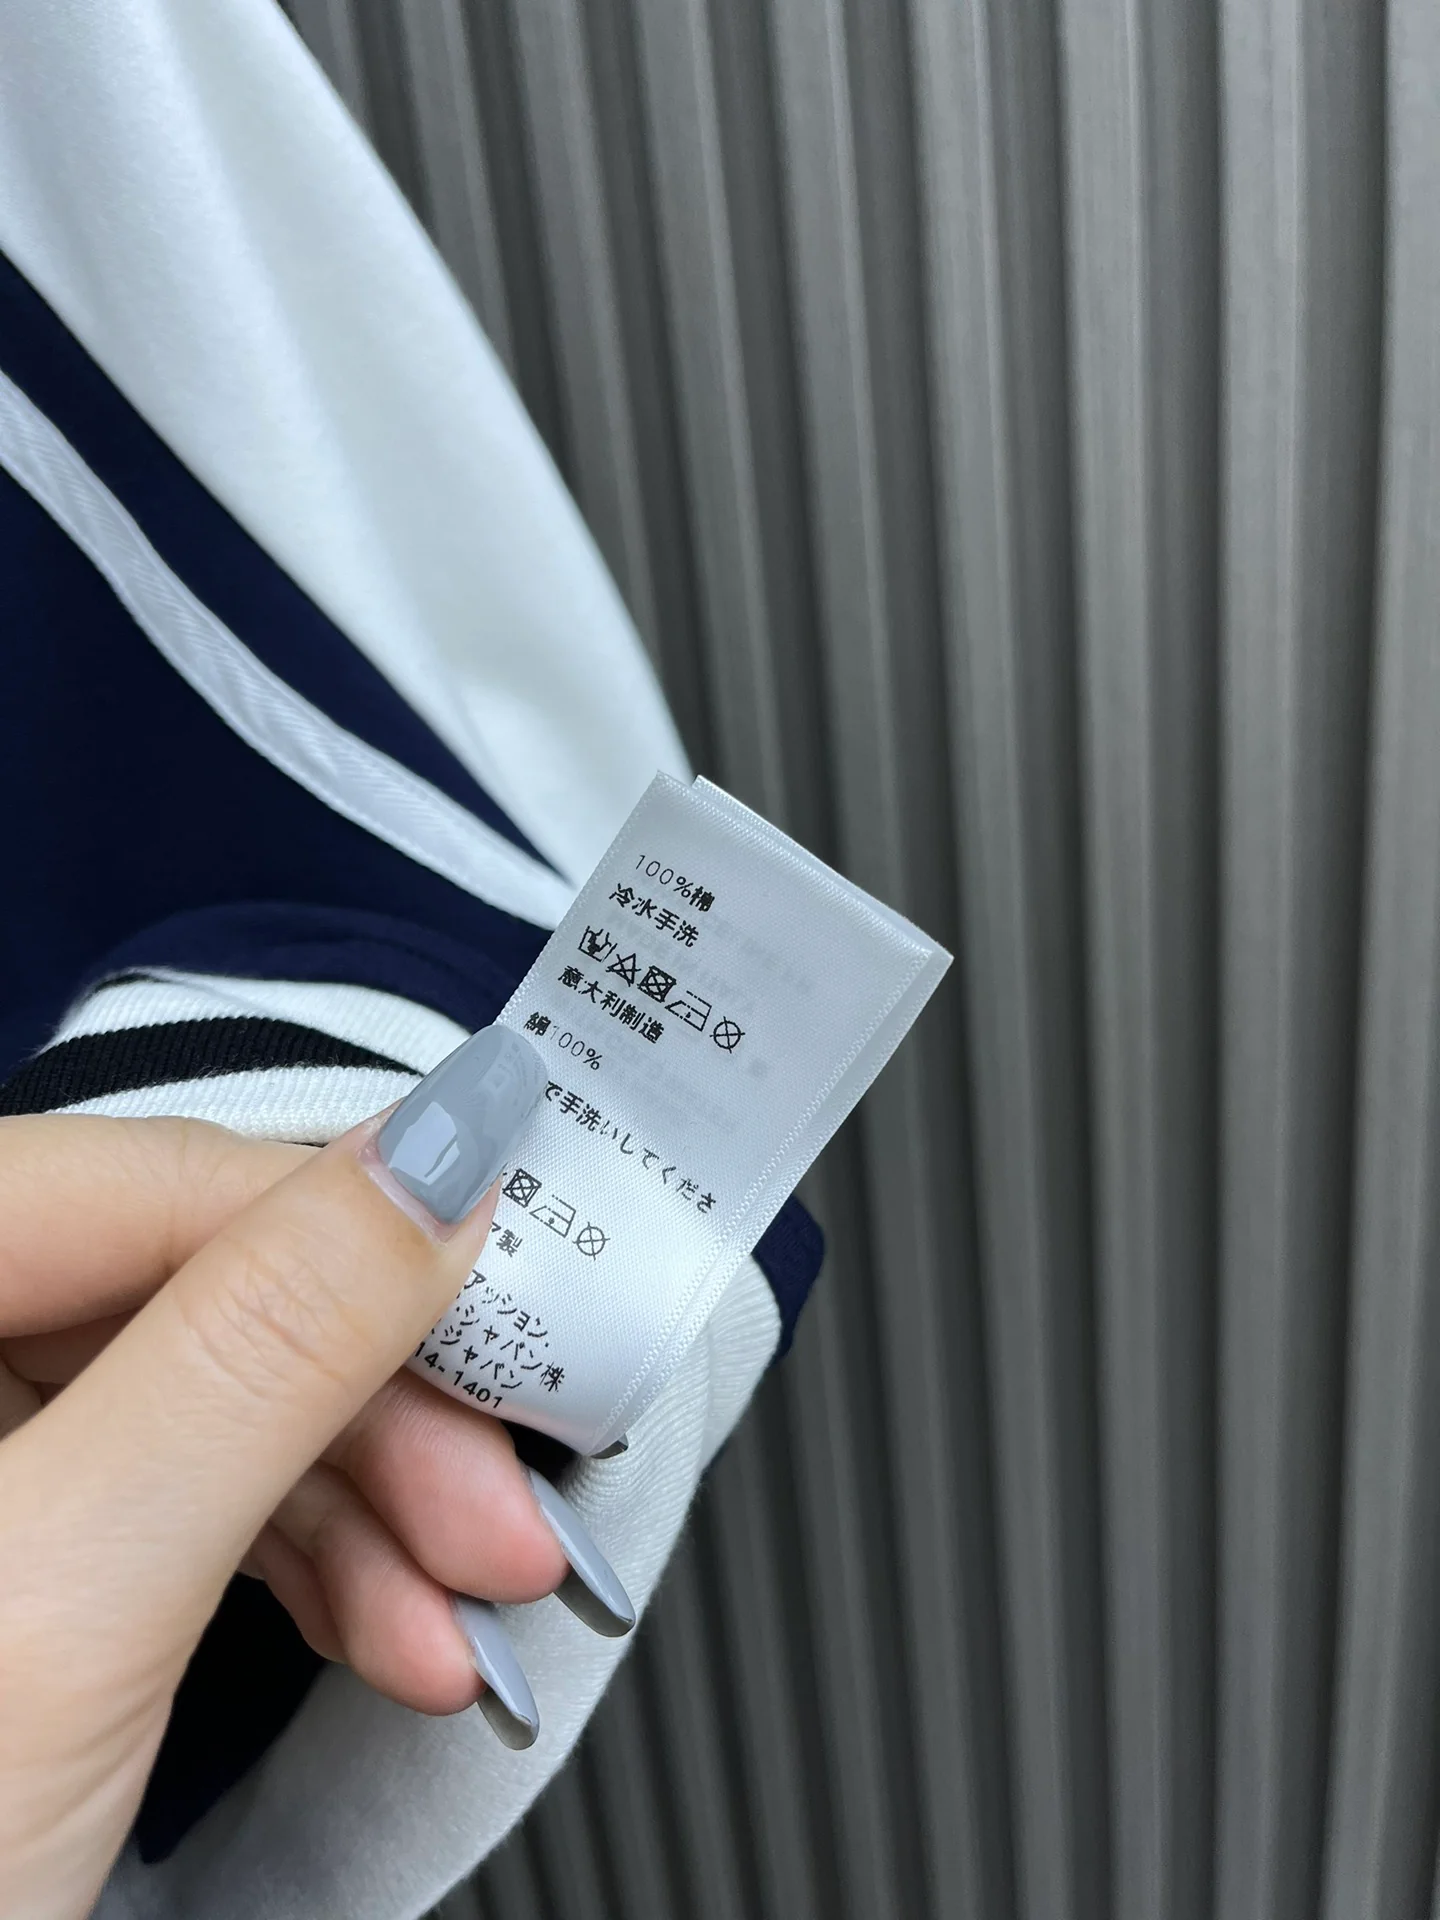 100%棉
冷水手洗
意大利制造
綿100%
で手洗いしてくださ
製
アッション·
·ジャパン株
·ジャパン
14-1401